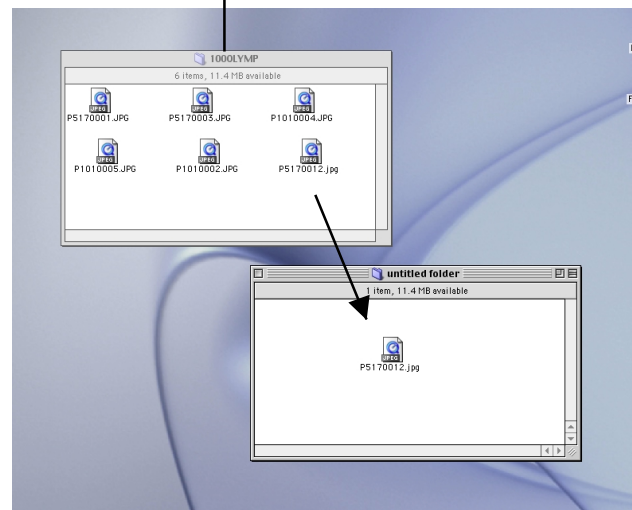 1000LYMP
6 items, 11.4 MB available
JPEG JPEG JPEG
P5170001.JPG P5170003.JPG P1010004.JPG
JPEG JPEG JPEG
P1010005.JPG P1010002.JPG P5170012.jpg
untitled folder
1 item, 11.4 MB available
JPEG
P5170012.jpg